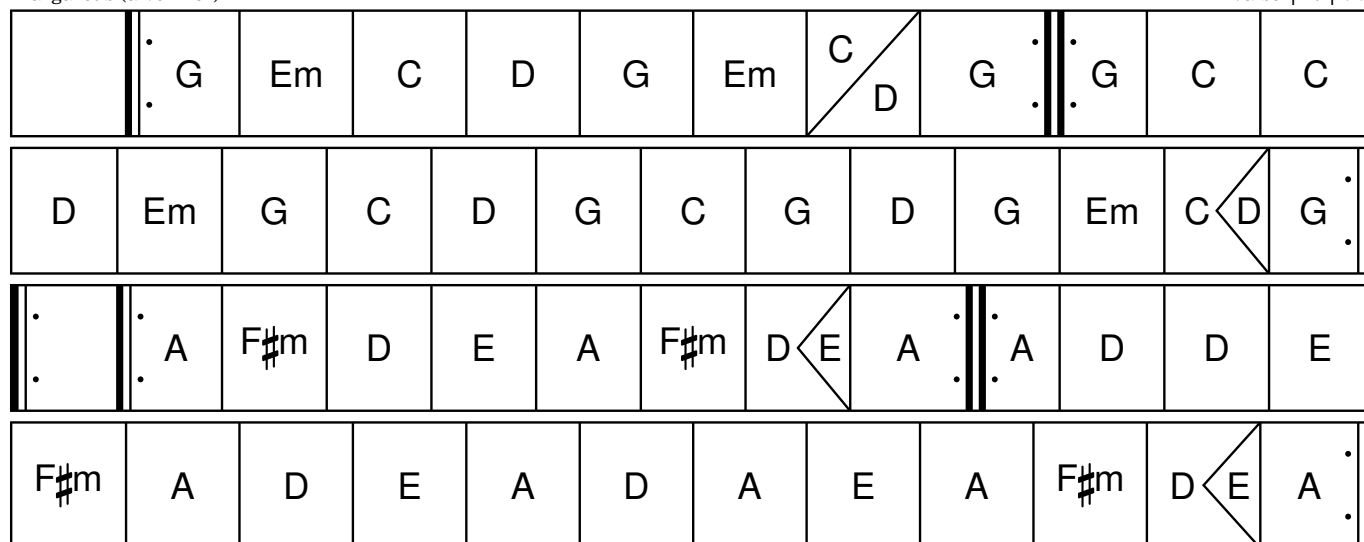 G Em C D G Em C D G G C C
D Em G C D G C G D G Em C D G
A F♯m D E A F♯m D E A A D D E
F♯m A D E A D A E A F♯m D E A